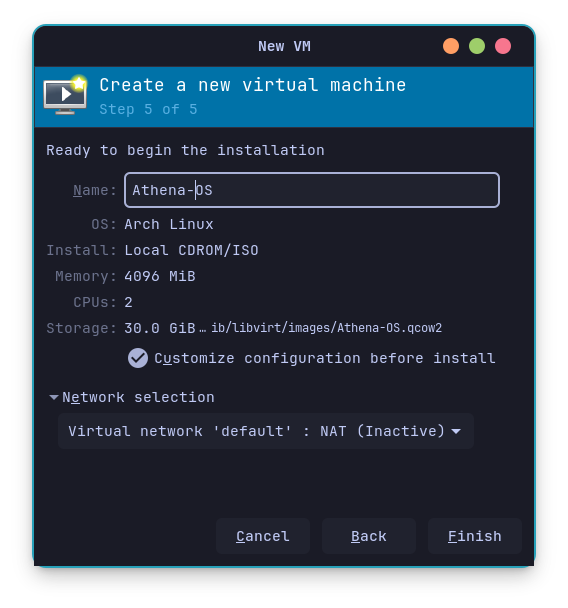 New VM
Create a new virtual machine
Step 5 of 5
Ready to begin the installation
Name: Athena-OS
OS: Arch Linux
Install: Local CDROM/ISO
Memory: 4096 MiB
CPUs: 2
Storage: 30.0 GiB … ib/libvirt/images/Athena-OS.qcow2
Customize configuration before install
Network selection
Virtual network 'default' : NAT (Inactive)
Cancel Back Finish